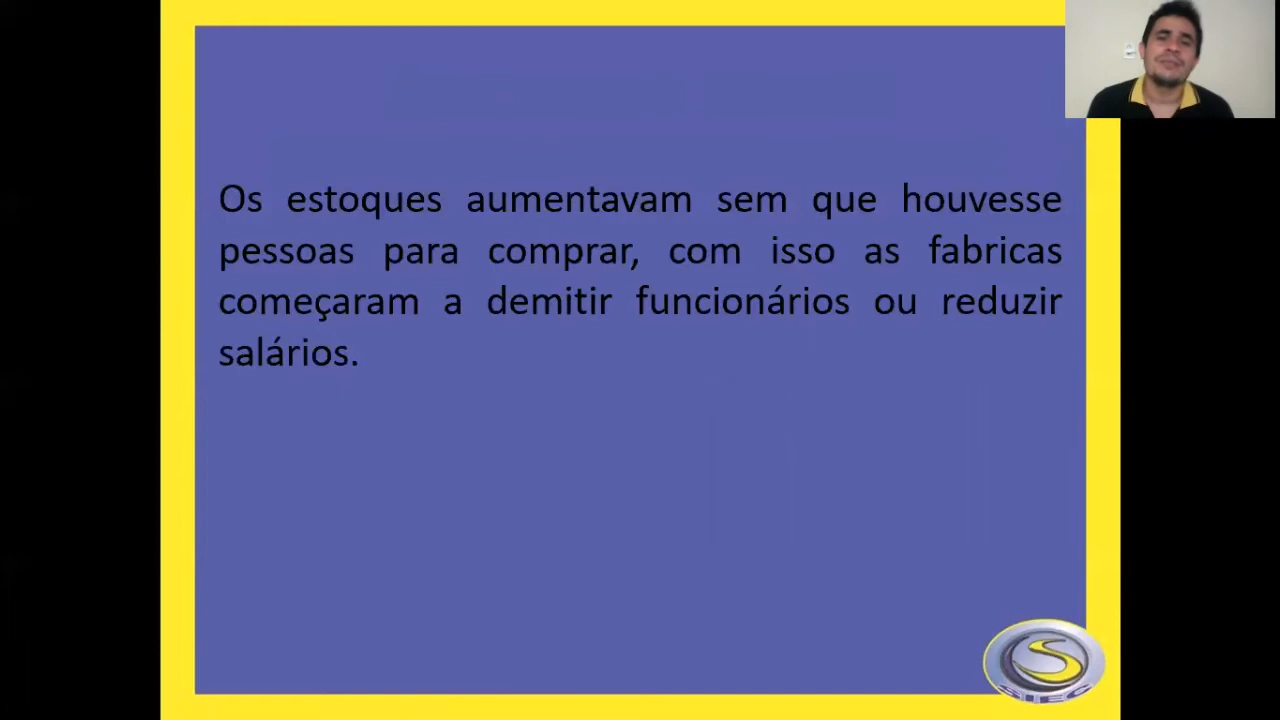 Os estoques aumentavam sem que houvesse
pessoas para comprar, com isso as fabricas
começaram a demitir funcionários ou reduzir
salários.